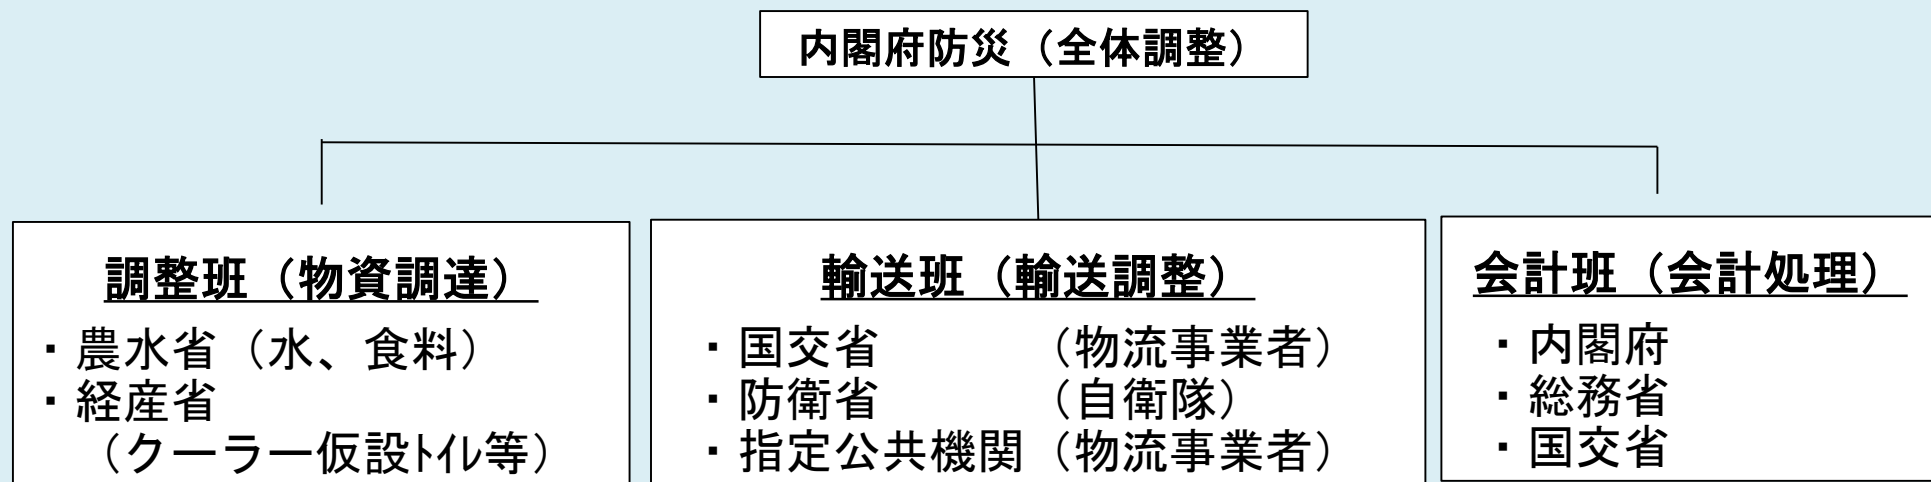 内閣府防災（全体調整）
調整班（物資調達）
・農水省（水、食料）
・経産省
（クーラー仮設ﾄｲﾚ等）
輸送班（輸送調整）
・国交省　　　　（物流事業者）
・防衛省　　　　（自衛隊）
・指定公共機関（物流事業者）
会計班（会計処理）
・内閣府
・総務省
・国交省